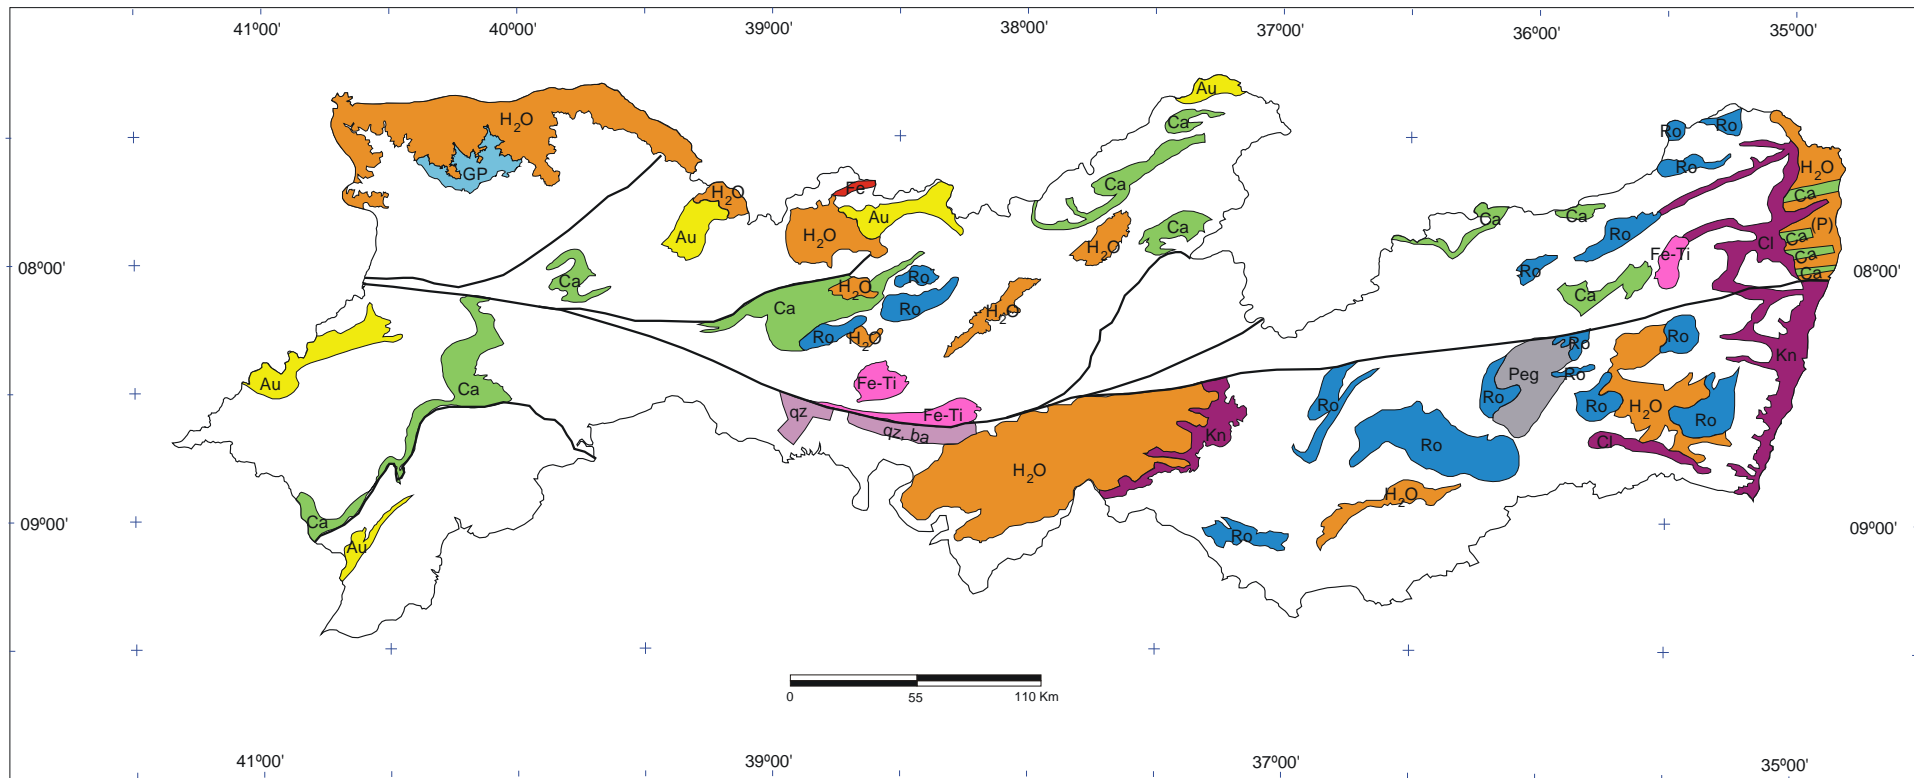 41º00' 40º00' 39º00' 38º00' 37º00' 36º00' 35º00'
Au
Ca
H₂O
Ro Ro
GP
Ro H₂O
Fe Ca
H₂O Ca
Au Ca Ca Ca (P)
Au H₂O H₂O Ca Ro Cl Ca
Fe-Ti Ca
08º00' Ca H₂O Ro Ro Ca 08º00'
Ca Ro H₂O Ca
Ro H₂O Ro Ro Kn
Au Ca Fe-Ti Peg Ro
qz Fe-Ti Ro Ro Ro H₂O Ro
qz, ba Kn Ro Cl
H₂O
H₂O
Ca 09º00' 09º00'
Au Ro
0 55 110 Km
41º00' 39º00' 37º00' 35º00'